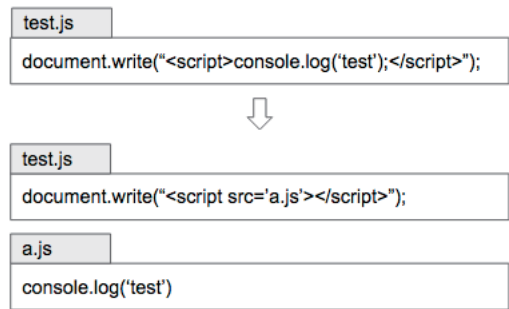 test.js
document.write(“<script>console.log(‘test’);</script>”);
test.js
document.write(“<script src=’a.js’></script>”);
a.js
console.log(‘test’)